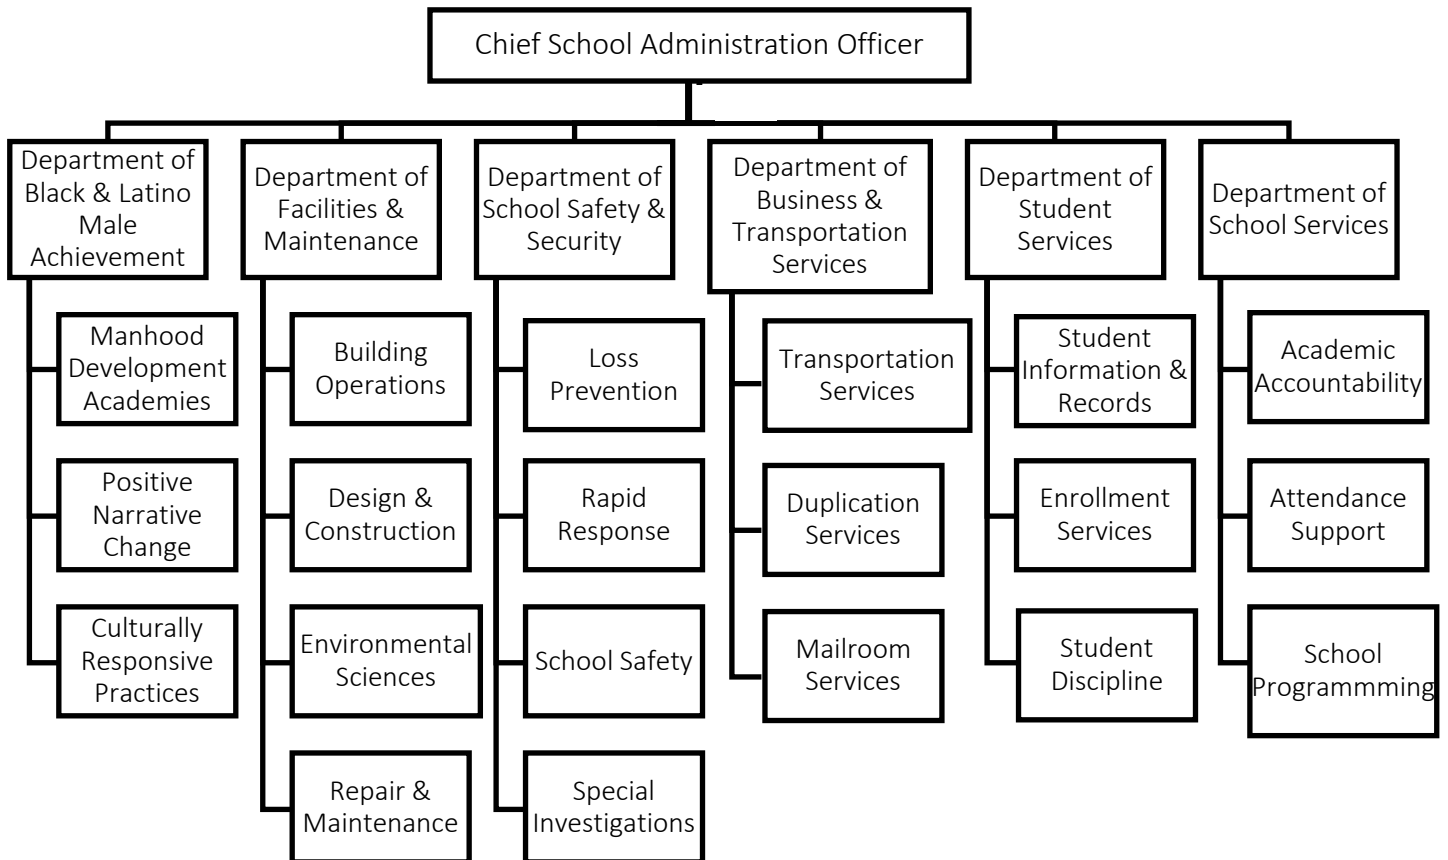 Chief School Administration Officer
Department of
Black & Latino
Male
Achievement
Department of
Facilities &
Maintenance
Department of
School Safety &
Security
Department of
Business &
Transportation
Services
Department of
Student
Services
Department of
School Services
Manhood
Development
Academies
Positive
Narrative
Change
Culturally
Responsive
Practices
Building
Operations
Design &
Construction
Environmental
Sciences
Repair &
Maintenance
Loss
Prevention
Rapid
Response
School Safety
Special
Investigations
Transportation
Services
Duplication
Services
Mailroom
Services
Student
Information &
Records
Enrollment
Services
Student
Discipline
Academic
Accountability
Attendance
Support
School
Programmming